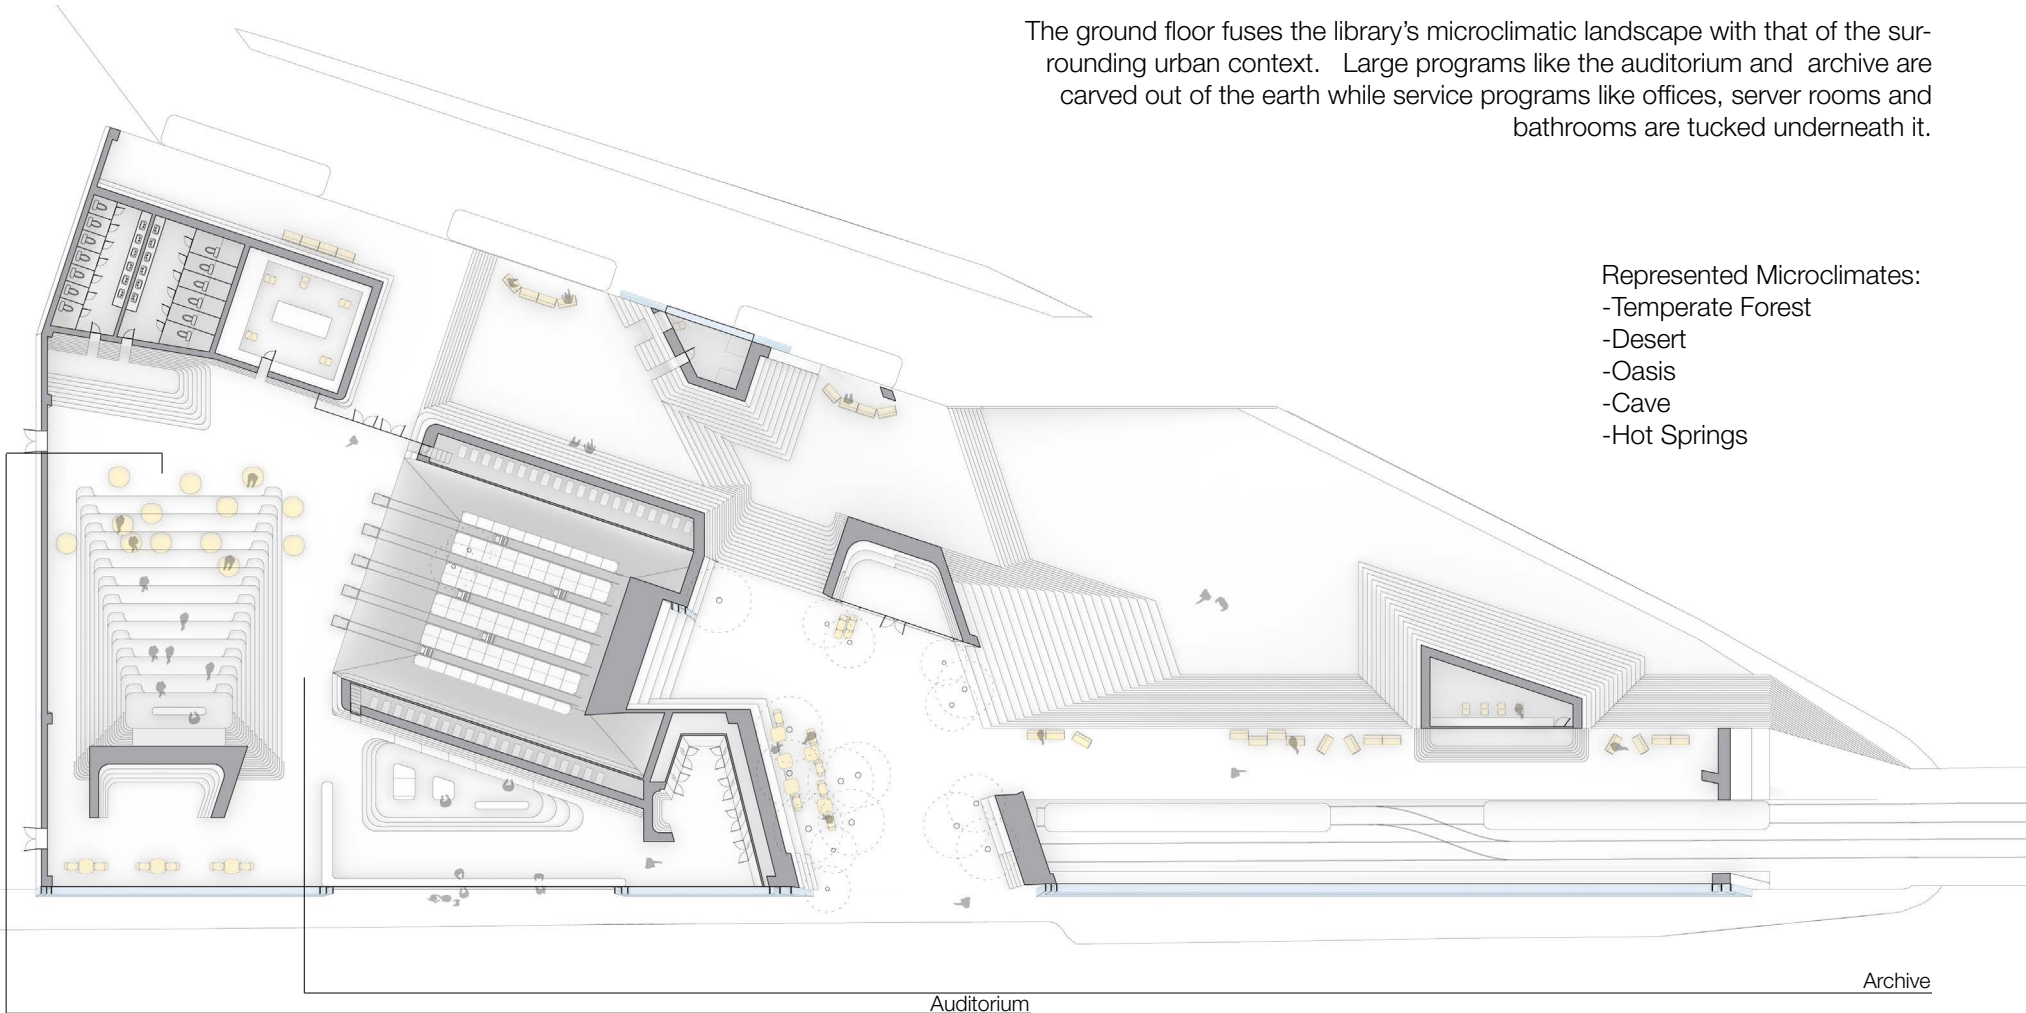 The ground floor fuses the library’s microclimatic landscape with that of the sur-
rounding urban context.   Large programs like the auditorium and  archive are
carved out of the earth while service programs like offices, server rooms and
bathrooms are tucked underneath it.
Represented Microclimates:
-Temperate Forest
-Desert
-Oasis
-Cave
-Hot Springs
Archive
Auditorium